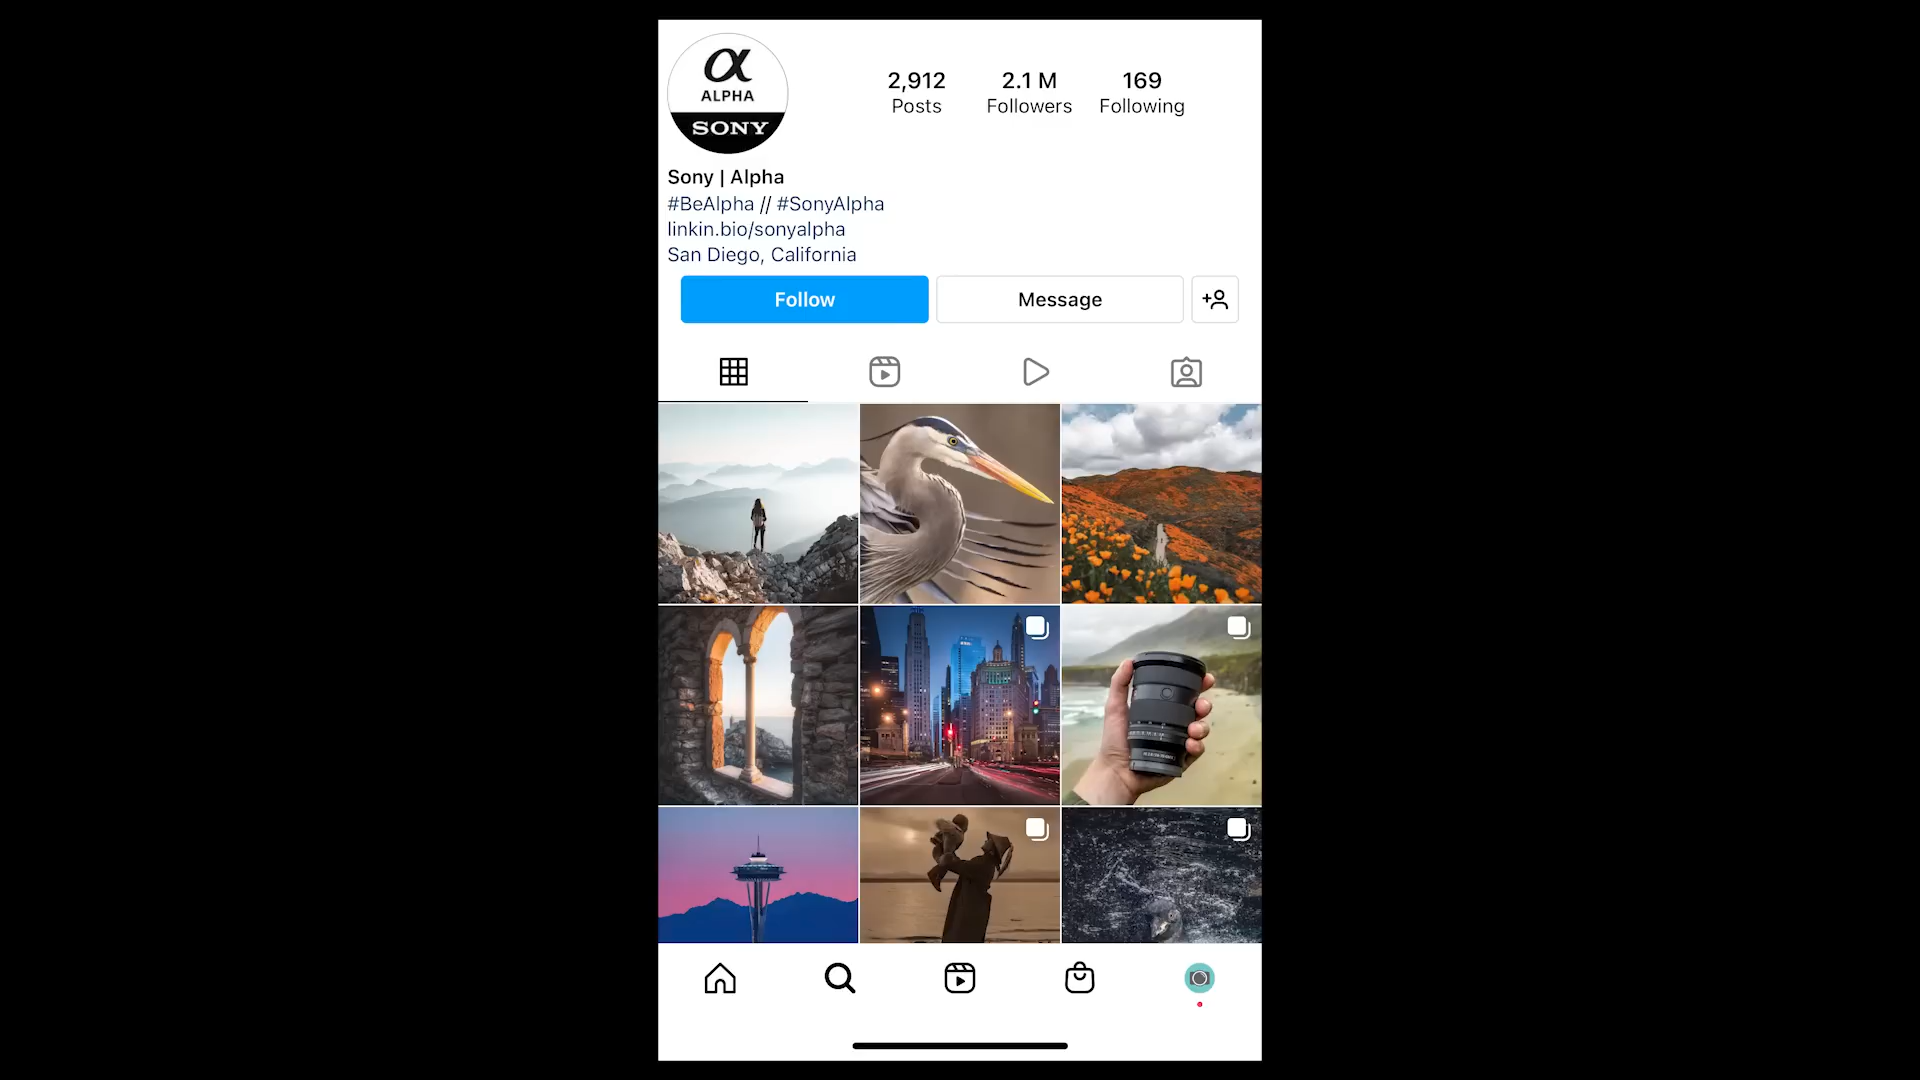 α
ALPHA
SONY
2,912
Posts
2.1 M
Followers
169
Following
Sony | Alpha
#BeAlpha // #SonyAlpha
linkin.bio/sonyalpha
San Diego, California
Follow
Message